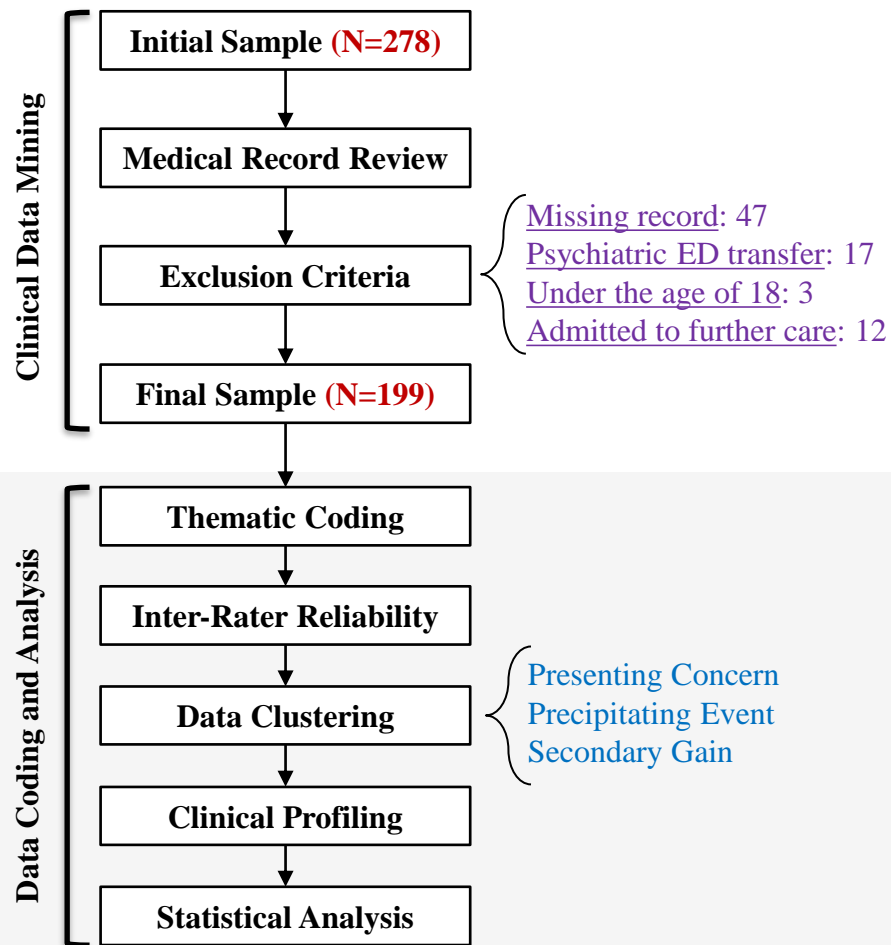 Clinical Data Mining
Initial Sample (N=278)
Medical Record Review
Exclusion Criteria
Missing record: 47
Psychiatric ED transfer: 17
Under the age of 18: 3
Admitted to further care: 12
Final Sample (N=199)
Data Coding and Analysis
Thematic Coding
Inter-Rater Reliability
Data Clustering
Presenting Concern
Precipitating Event
Secondary Gain
Clinical Profiling
Statistical Analysis